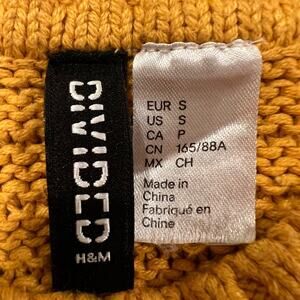 DIVIDED
H&M
EUR S
US S
CA P
CN 165/88A
MX CH
Made in
China
Fabriqué en
Chine